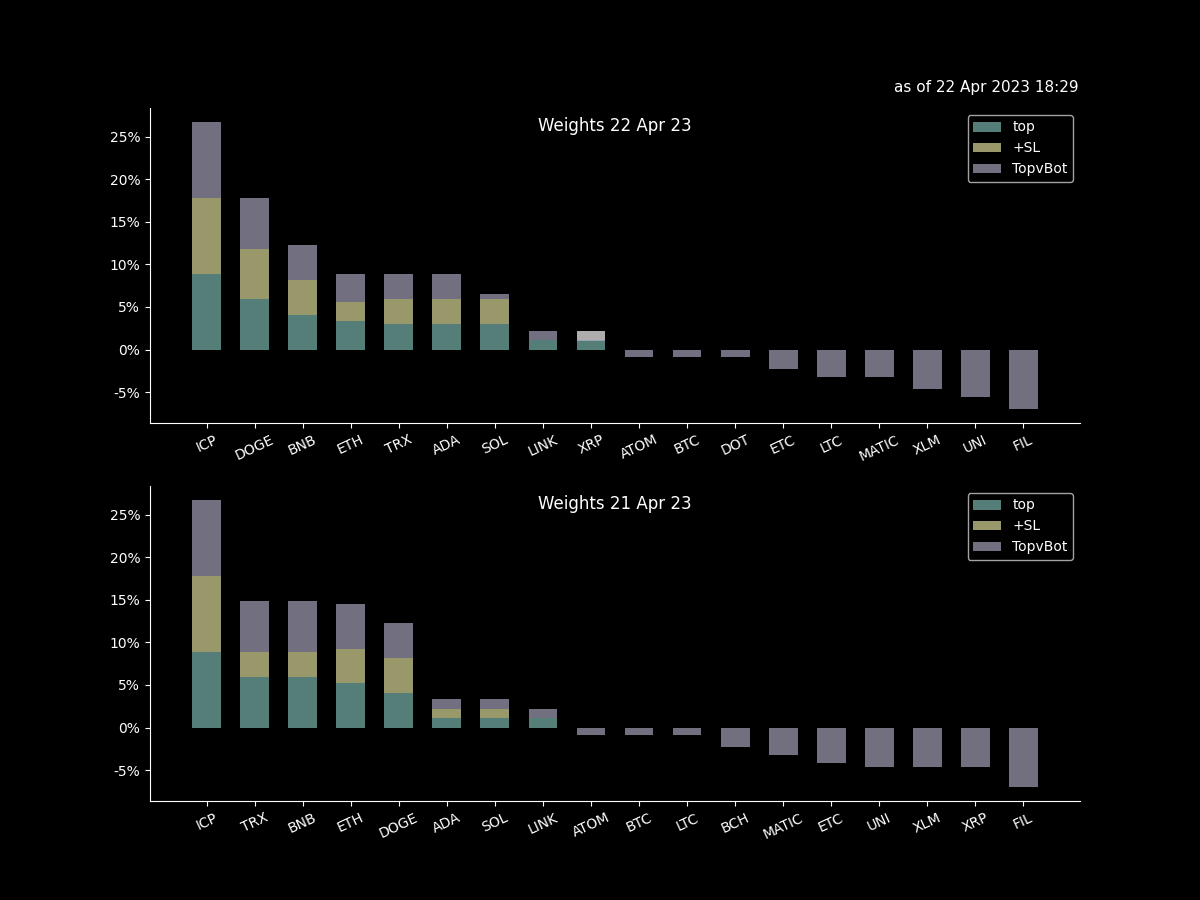 as of 22 Apr 2023 18:29
Weights 22 Apr 23
top
+SL
TopvBot
25%
20%
15%
10%
5%
0%
-5%
ICP DOGE BNB ETH TRX ADA SOL LINK XRP ATOM BTC DOT ETC LTC MATIC XLM UNI FIL
Weights 21 Apr 23
top
+SL
TopvBot
25%
20%
15%
10%
5%
0%
-5%
ICP TRX BNB ETH DOGE ADA SOL LINK ATOM BTC LTC BCH MATIC ETC UNI XLM XRP FIL